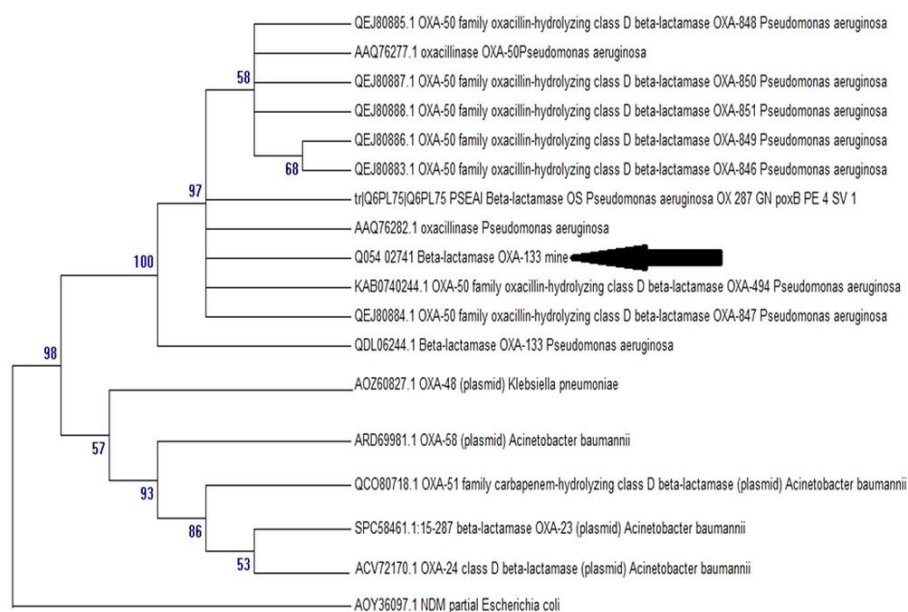 QEJ80885.1 OXA-50 family oxacillin-hydrolyzing class D beta-lactamase OXA-848 Pseudomonas aeruginosa
AAQ76277.1 oxacillinase OXA-50Pseudomonas aeruginosa
58
QEJ80887.1 OXA-50 family oxacillin-hydrolyzing class D beta-lactamase OXA-850 Pseudomonas aeruginosa
QEJ80888.1 OXA-50 family oxacillin-hydrolyzing class D beta-lactamase OXA-851 Pseudomonas aeruginosa
QEJ80886.1 OXA-50 family oxacillin-hydrolyzing class D beta-lactamase OXA-849 Pseudomonas aeruginosa
68
QEJ80883.1 OXA-50 family oxacillin-hydrolyzing class D beta-lactamase OXA-846 Pseudomonas aeruginosa
97
tr|Q6PL75|Q6PL75 PSEAI Beta-lactamase OS Pseudomonas aeruginosa OX 287 GN poxB PE 4 SV 1
AAQ76282.1 oxacillinase Pseudomonas aeruginosa
Q054 02741 Beta-lactamase OXA-133 mine
100
KAB0740244.1 OXA-50 family oxacillin-hydrolyzing class D beta-lactamase OXA-494 Pseudomonas aeruginosa
QEJ80884.1 OXA-50 family oxacillin-hydrolyzing class D beta-lactamase OXA-847 Pseudomonas aeruginosa
QDL06244.1 Beta-lactamase OXA-133 Pseudomonas aeruginosa
98
AOZ60827.1 OXA-48 (plasmid) Klebsiella pneumoniae
57
ARD69981.1 OXA-58 (plasmid) Acinetobacter baumannii
93
QCO80718.1 OXA-51 family carbapenem-hydrolyzing class D beta-lactamase (plasmid) Acinetobacter baumannii
86
SPC58461.1:15-287 beta-lactamase OXA-23 (plasmid) Acinetobacter baumannii
53
ACV72170.1 OXA-24 class D beta-lactamase (plasmid) Acinetobacter baumannii
AOY36097.1 NDM partial Escherichia coli